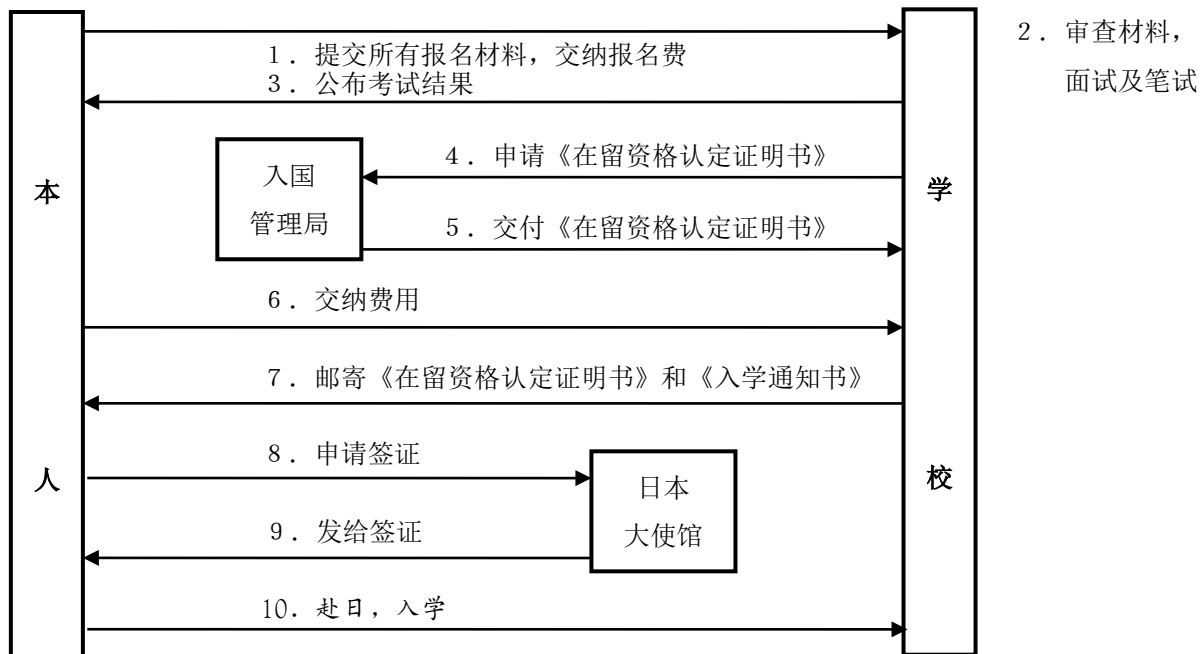 1．提交所有报名材料，交纳报名费
2．审查材料，
面试及笔试
3．公布考试结果
4．申请《在留资格认定证明书》
入国
管理局
5．交付《在留资格认定证明书》
本
人
学
校
6．交纳费用
7．邮寄《在留资格认定证明书》和《入学通知书》
8．申请签证
日本
大使馆
9．发给签证
10．赴日，入学